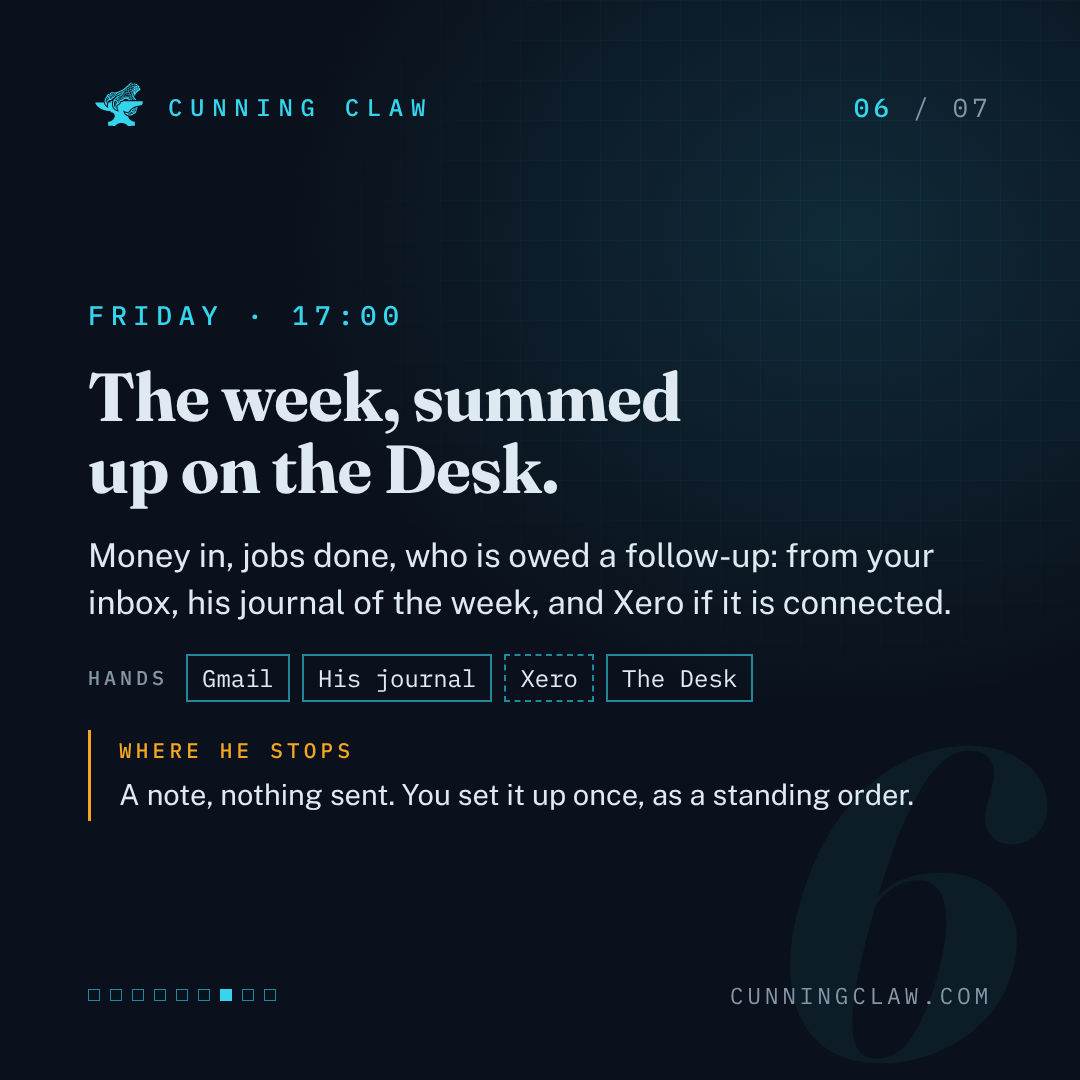 CUNNING CLAW
06 / 07
FRIDAY · 17:00
The week, summed
up on the Desk.
Money in, jobs done, who is owed a follow-up: from your
inbox, his journal of the week, and Xero if it is connected.
HANDS Gmail His journal Xero The Desk
WHERE HE STOPS
A note, nothing sent. You set it up once, as a standing order.
6
CUNNINGCLAW.COM